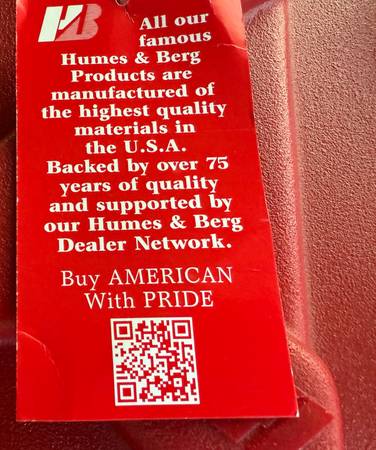 HB
All our
famous
Humes & Berg
Products are
manufactured of
the highest quality
materials in
the U.S.A.
Backed by over 75
years of quality
and supported by
our Humes & Berg
Dealer Network.
Buy AMERICAN
With PRIDE